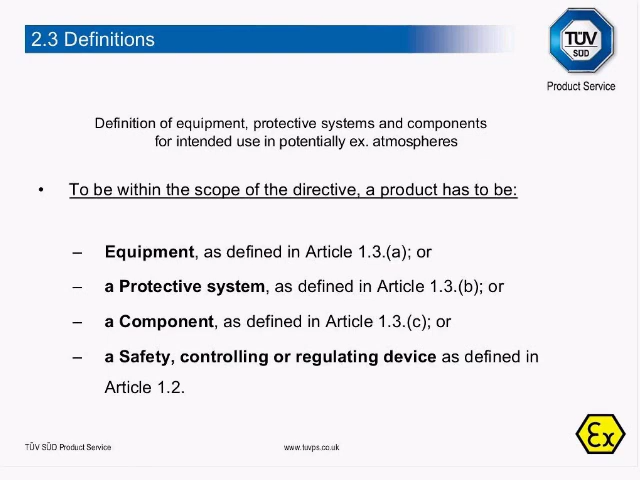 2.3 Definitions
TÜV
SÜD
Product Service
Definition of equipment, protective systems and components
for intended use in potentially ex. atmospheres
• To be within the scope of the directive, a product has to be:
– Equipment, as defined in Article 1.3.(a); or
– a Protective system, as defined in Article 1.3.(b); or
– a Component, as defined in Article 1.3.(c); or
– a Safety, controlling or regulating device as defined in
Article 1.2.
TÜV SÜD Product Service
www.tuvps.co.uk
Ex